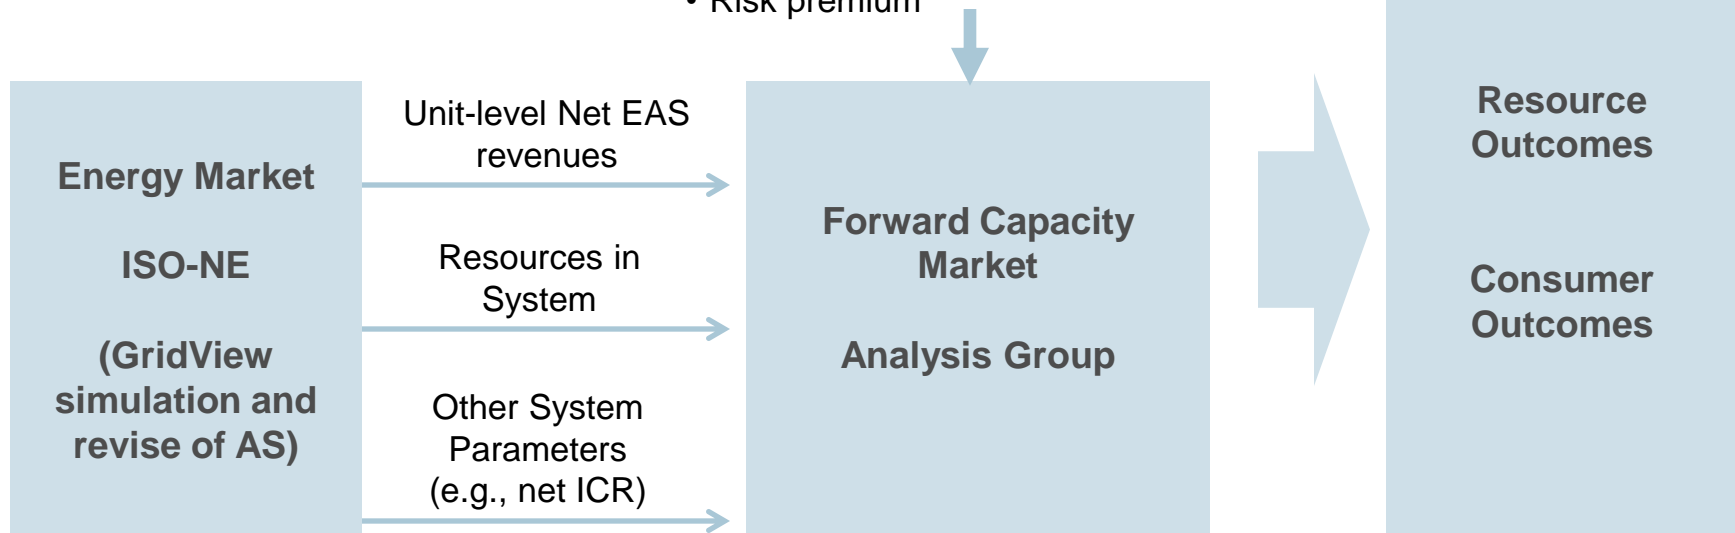 • Risk premium
Energy Market
ISO-NE
(GridView
simulation and
revise of AS)
Unit-level Net EAS
revenues
Resources in
System
Other System
Parameters
(e.g., net ICR)
Forward Capacity
Market
Analysis Group
Resource
Outcomes
Consumer
Outcomes